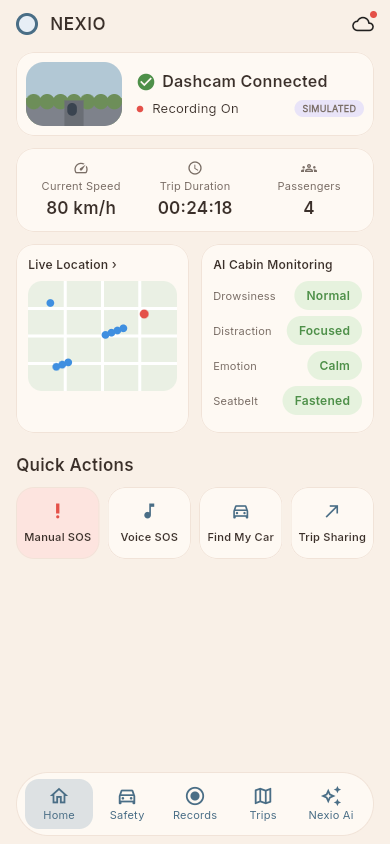 NEXIO
Dashcam Connected
Recording On
SIMULATED
Current Speed
80 km/h
Trip Duration
00:24:18
Passengers
4
Live Location ›
AI Cabin Monitoring
Drowsiness
Normal
Distraction
Focused
Emotion
Calm
Seatbelt
Fastened
Quick Actions
Manual SOS
Voice SOS
Find My Car
Trip Sharing
Home
Safety
Records
Trips
Nexio Ai